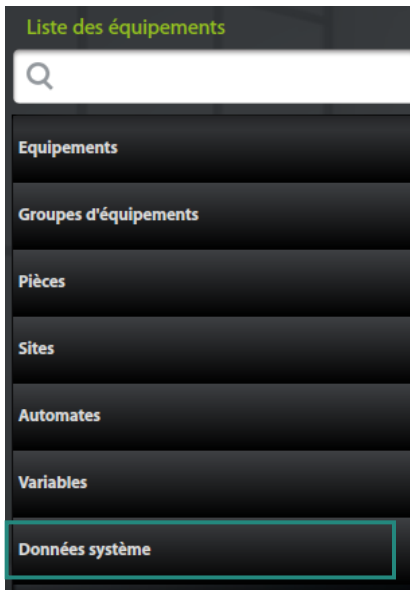 Liste des équipements
Equipements
Groupes d'équipements
Pièces
Sites
Automates
Variables
Données système